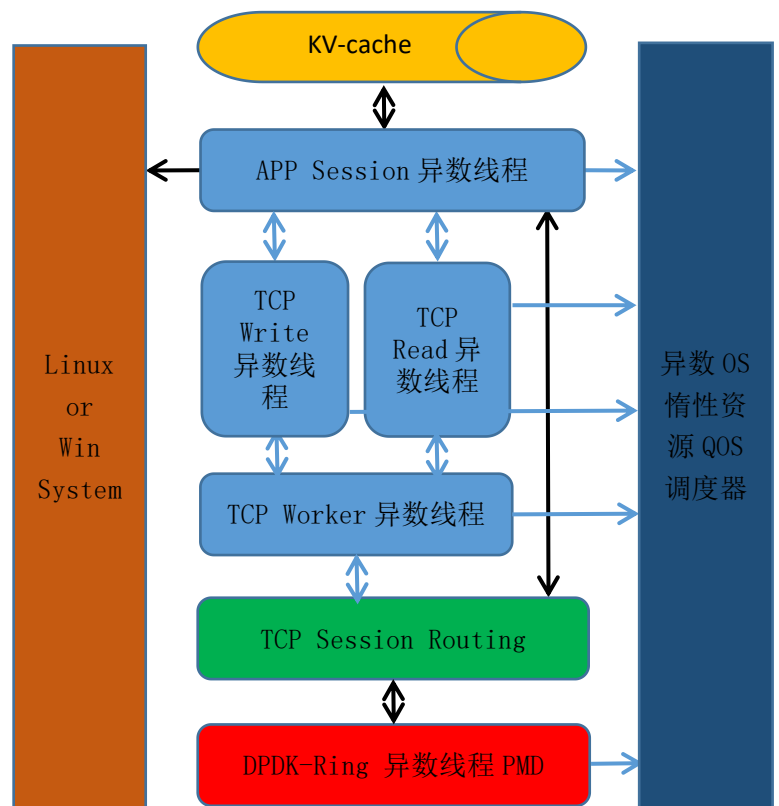 KV-cache
APP Session 异数线程
TCP
Write
异数线
程
TCP
Read 异
数线程
Linux
or
Win
System
异数 OS
惰性资
源 QOS
调度器
TCP Worker 异数线程
TCP Session Routing
DPDK-Ring 异数线程 PMD